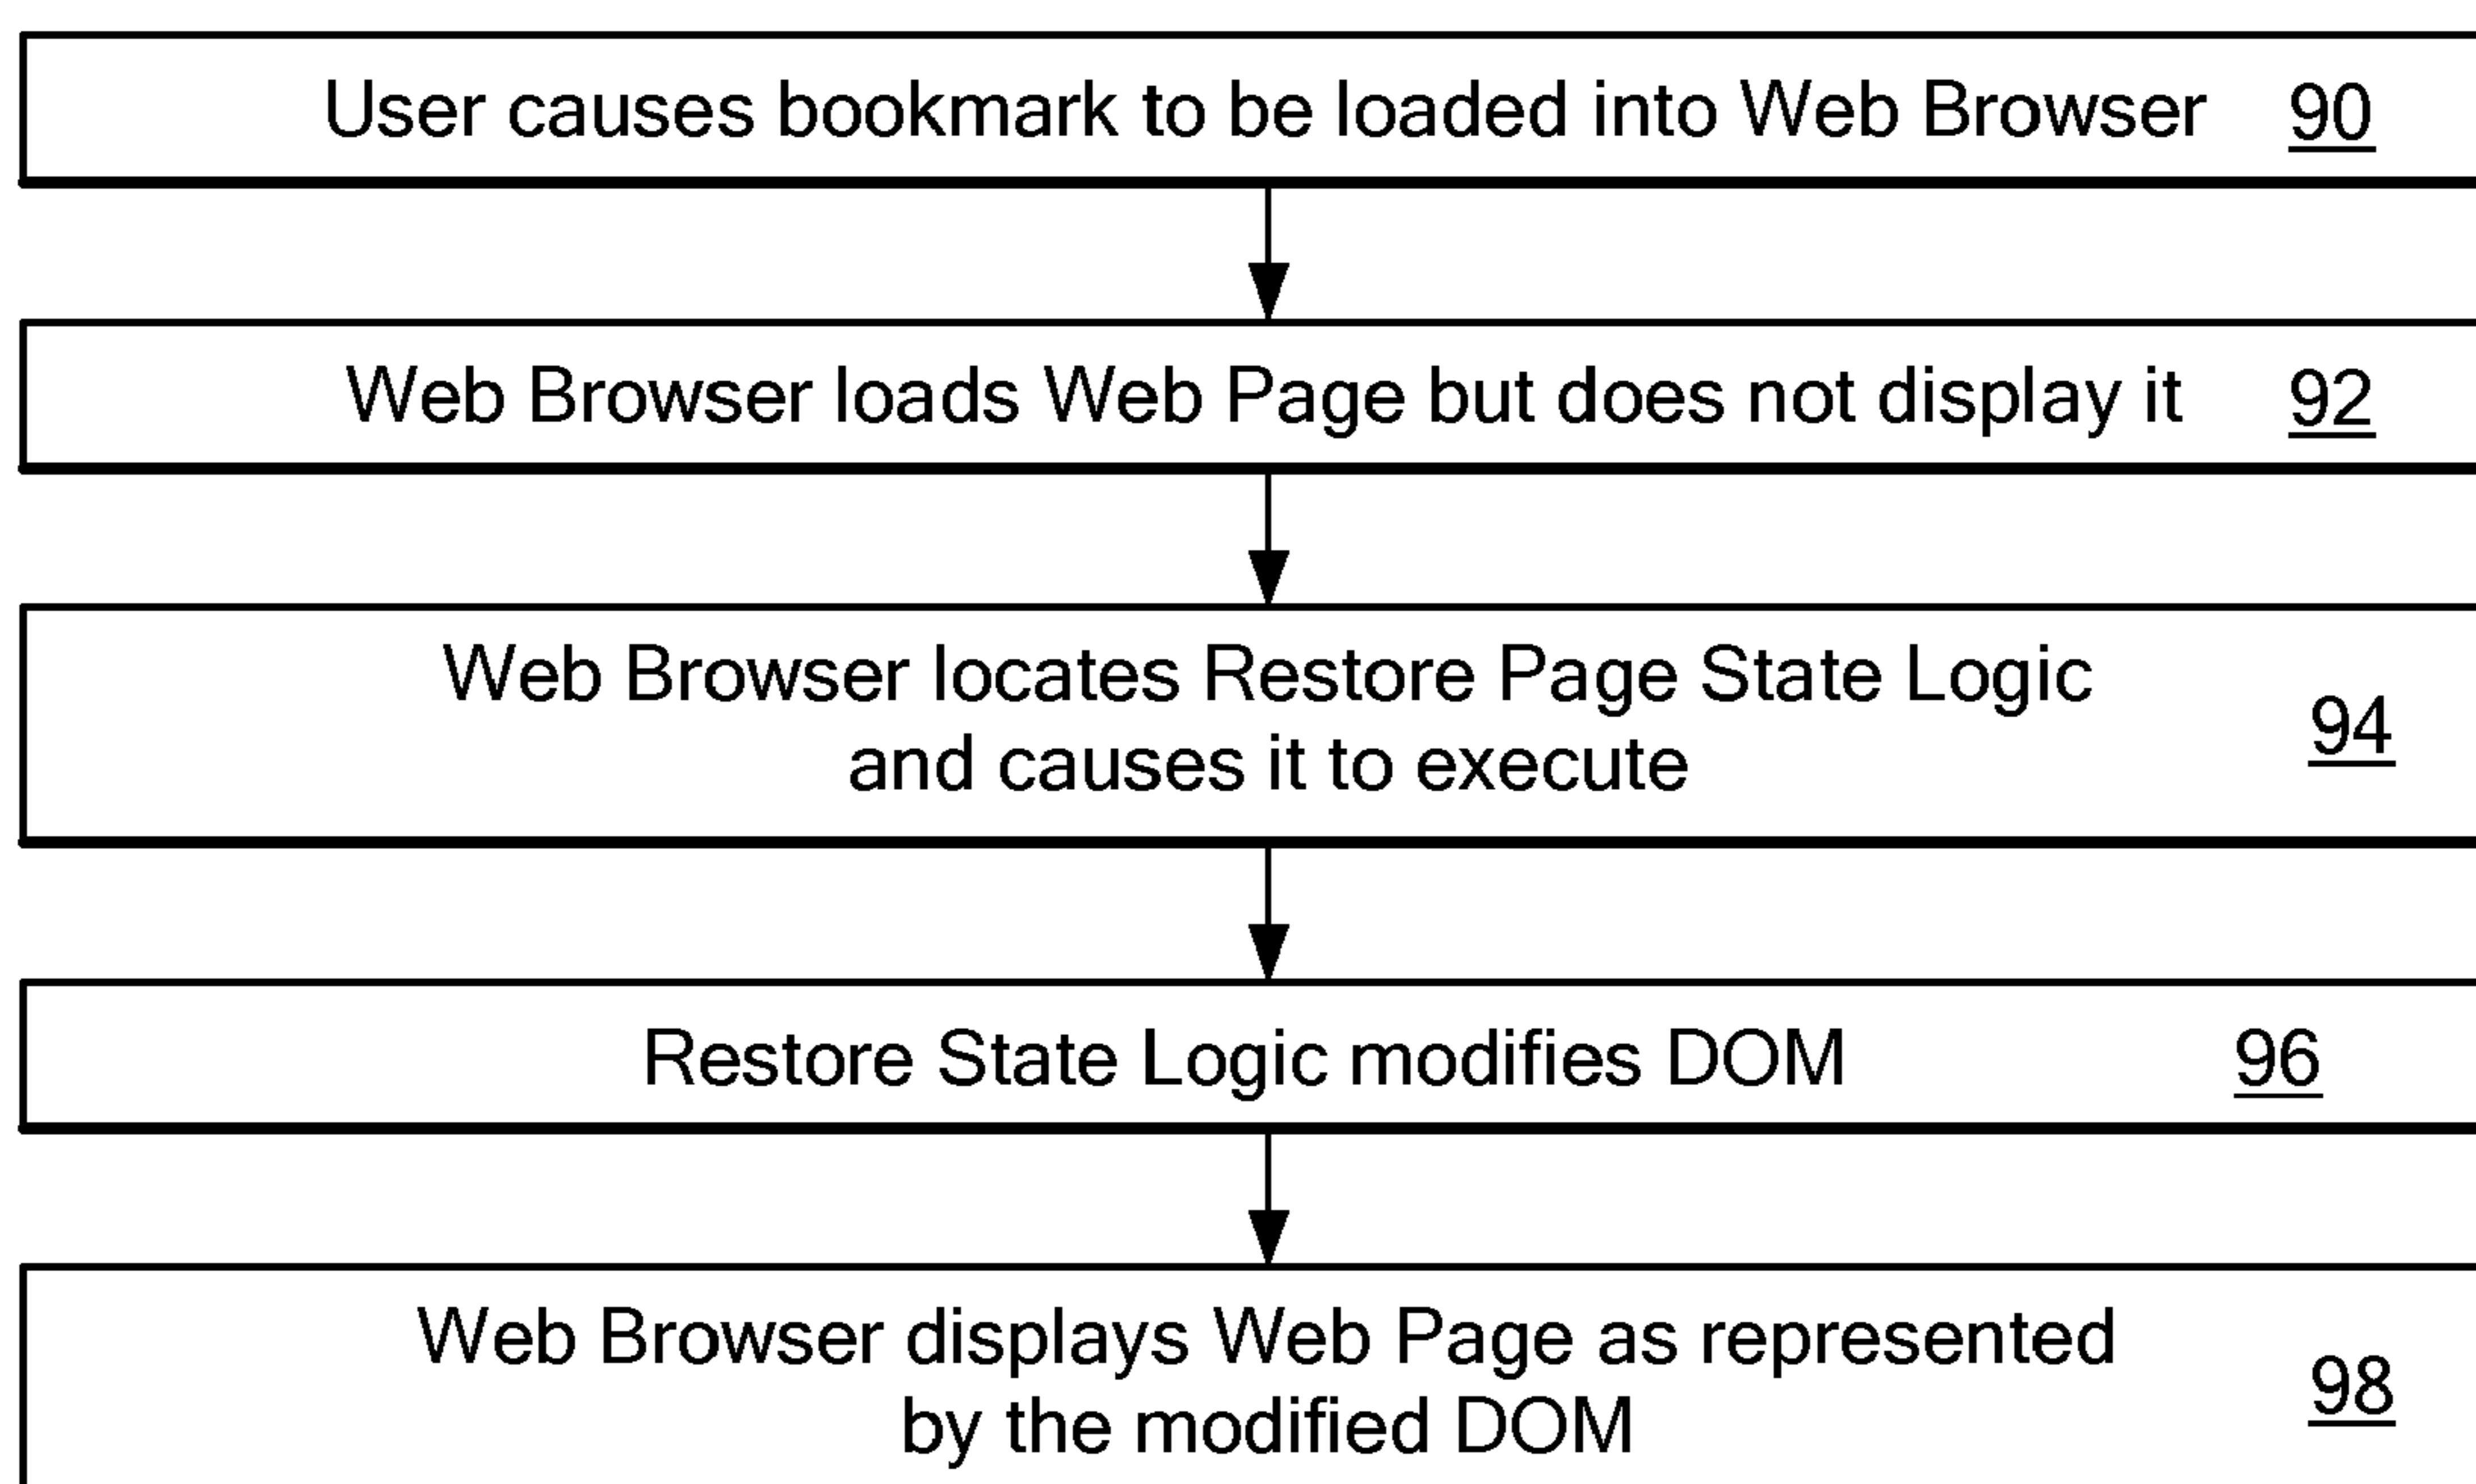 User causes bookmark to be loaded into Web Browser 90
Web Browser loads Web Page but does not display it 92
Web Browser locates Restore Page State Logic
and causes it to execute
94
Restore State Logic modifies DOM 96
Web Browser displays Web Page as represented
by the modified DOM
98